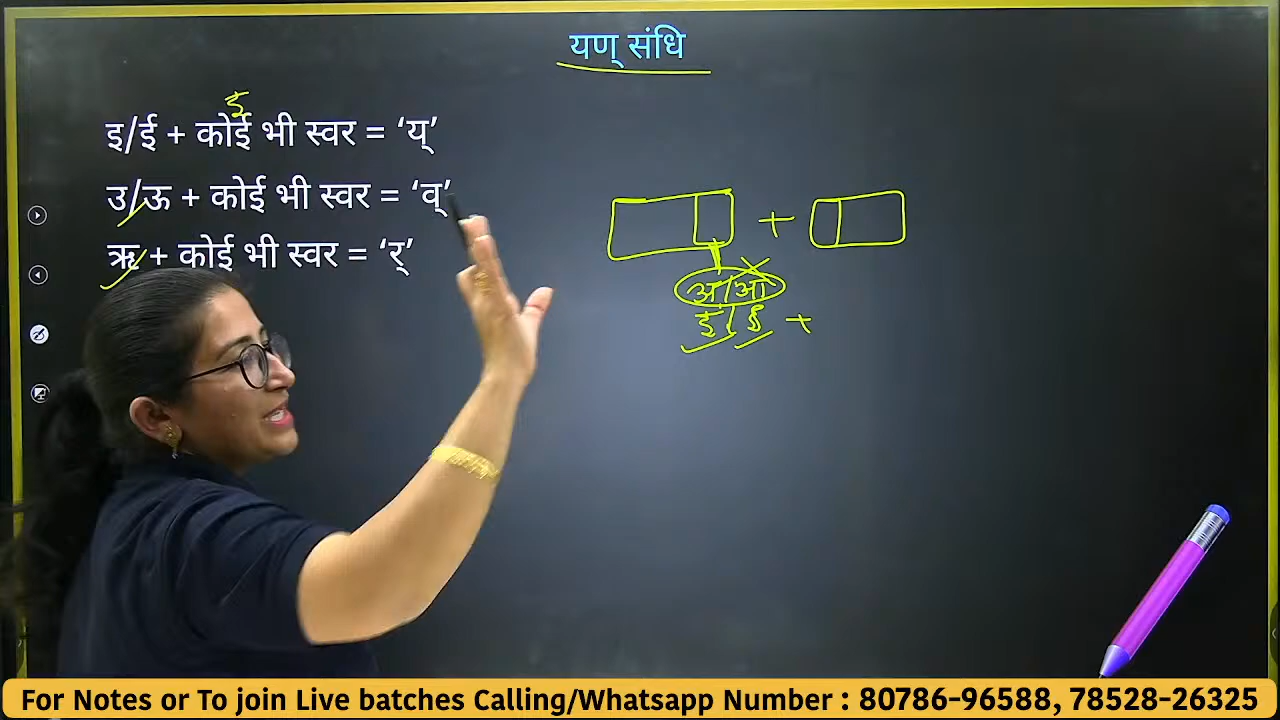 यण् संधि
इ
इ/ई + कोई भी स्वर = ‘य्’
उ/ऊ + कोई भी स्वर = ‘व्’
ऋ + कोई भी स्वर = ‘र्’
+
अ/आ
इ/ई +
For Notes or To join Live batches Calling/Whatsapp Number : 80786-96588, 78528-26325